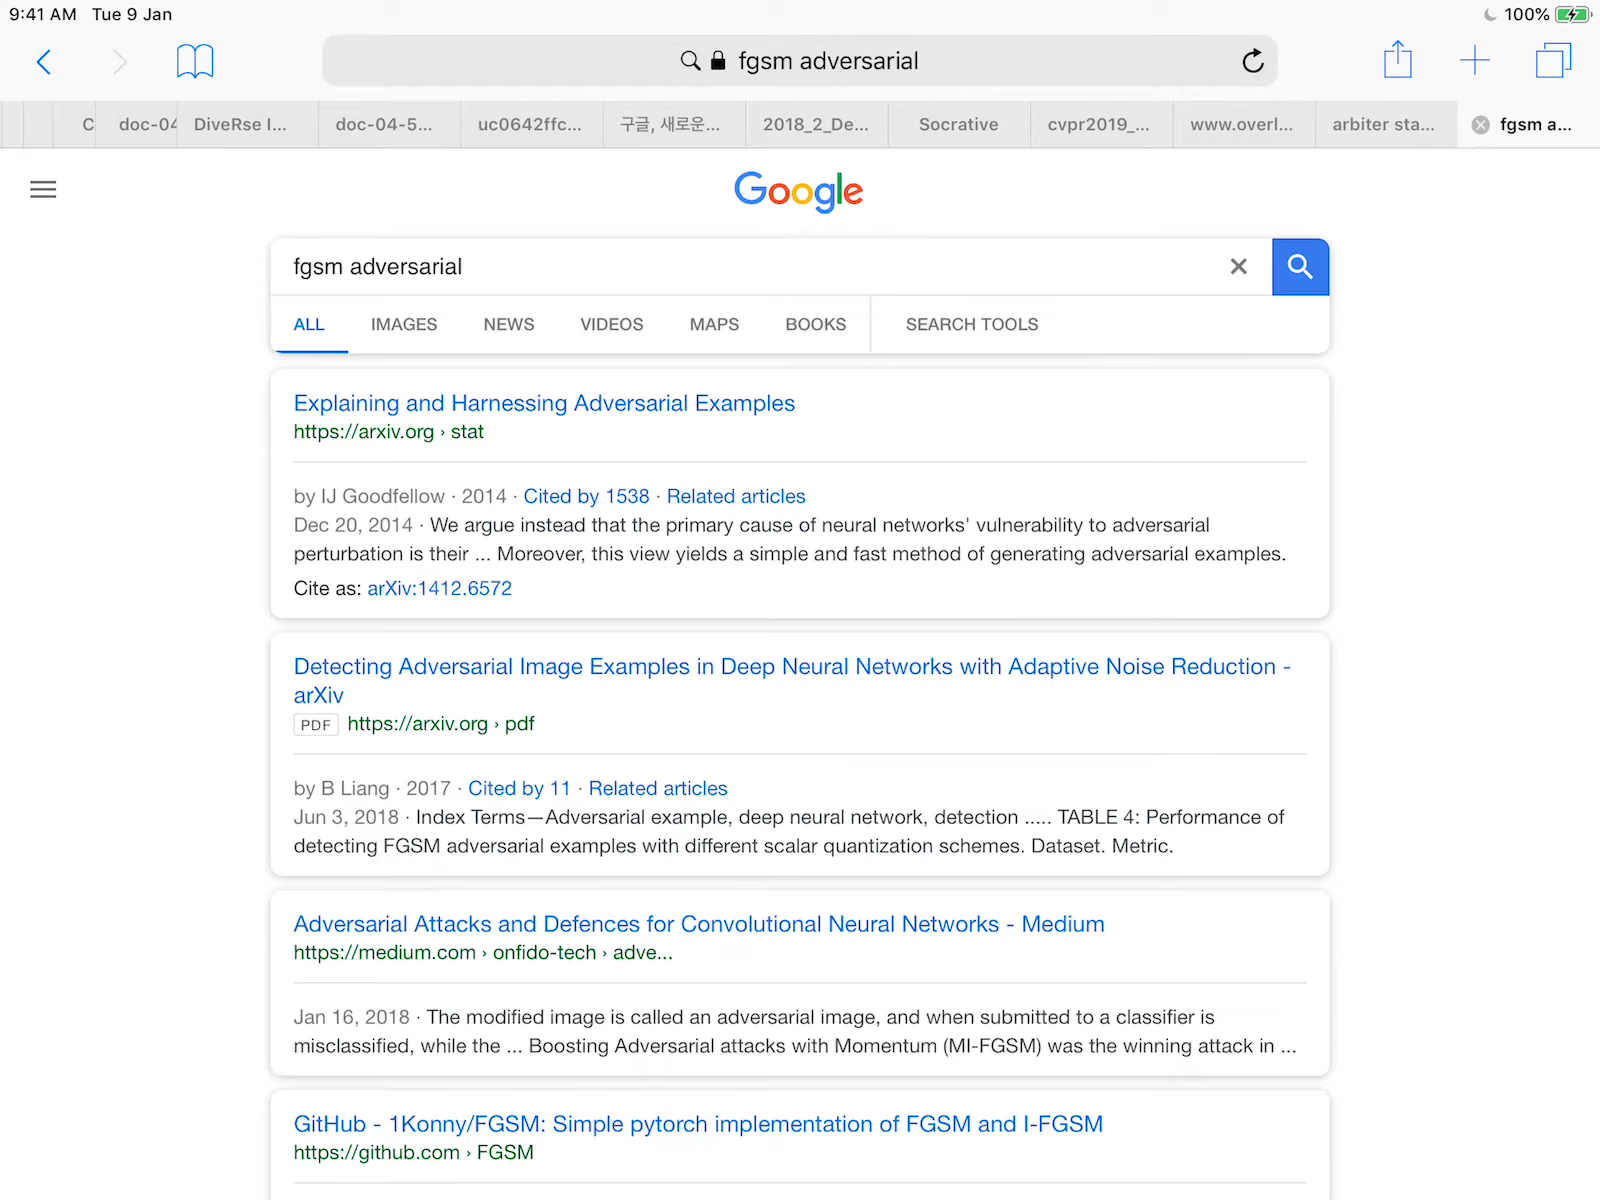 9:41 AM Tue 9 Jan
100%
fgsm adversarial
C
doc-04
DiveRse I...
doc-04-5...
uc0642ffc...
구글, 새로운...
2018_2_De...
Socrative
cvpr2019_...
www.overl...
arbiter sta...
fgsm a...
Google
fgsm adversarial
ALL IMAGES NEWS VIDEOS MAPS BOOKS SEARCH TOOLS
Explaining and Harnessing Adversarial Examples
https://arxiv.org › stat
by IJ Goodfellow · 2014 · Cited by 1538 · Related articles
Dec 20, 2014 · We argue instead that the primary cause of neural networks' vulnerability to adversarial
perturbation is their ... Moreover, this view yields a simple and fast method of generating adversarial examples.
Cite as: arXiv:1412.6572
Detecting Adversarial Image Examples in Deep Neural Networks with Adaptive Noise Reduction -
arXiv
PDF https://arxiv.org › pdf
by B Liang · 2017 · Cited by 11 · Related articles
Jun 3, 2018 · Index Terms—Adversarial example, deep neural network, detection ..... TABLE 4: Performance of
detecting FGSM adversarial examples with different scalar quantization schemes. Dataset. Metric.
Adversarial Attacks and Defences for Convolutional Neural Networks - Medium
https://medium.com › onfido-tech › adve...
Jan 16, 2018 · The modified image is called an adversarial image, and when submitted to a classifier is
misclassified, while the ... Boosting Adversarial attacks with Momentum (MI-FGSM) was the winning attack in ...
GitHub - 1Konny/FGSM: Simple pytorch implementation of FGSM and I-FGSM
https://github.com › FGSM